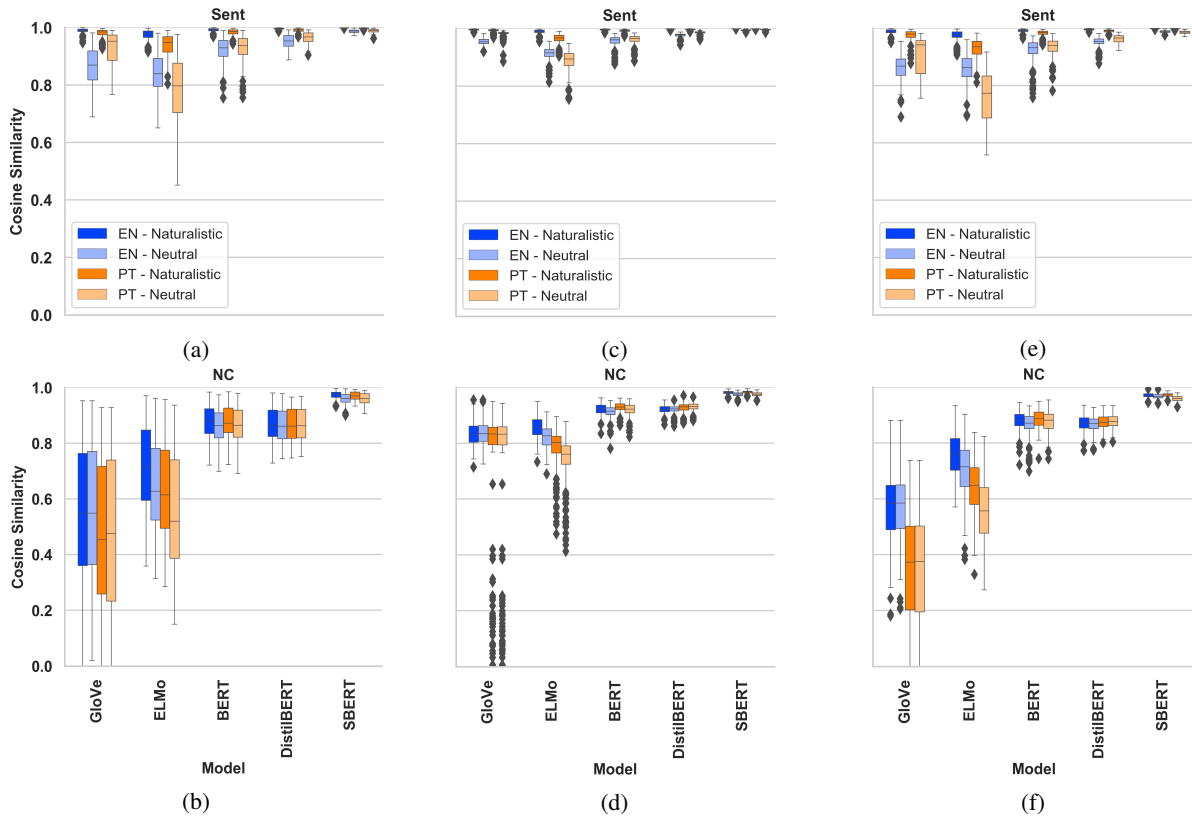 Sent
Cosine Similarity
1.0
0.8
0.6
0.4
0.2
0.0
EN - Naturalistic
EN - Neutral
PT - Naturalistic
PT - Neutral
(a)
Sent
EN - Naturalistic
EN - Neutral
PT - Naturalistic
PT - Neutral
(c)
Sent
EN - Naturalistic
EN - Neutral
PT - Naturalistic
PT - Neutral
(e)
NC
Cosine Similarity
1.0
0.8
0.6
0.4
0.2
0.0
GloVe
ELMo
BERT
DistilBERT
SBERT
Model
(b)
NC
GloVe
ELMo
BERT
DistilBERT
SBERT
Model
(d)
NC
GloVe
ELMo
BERT
DistilBERT
SBERT
Model
(f)